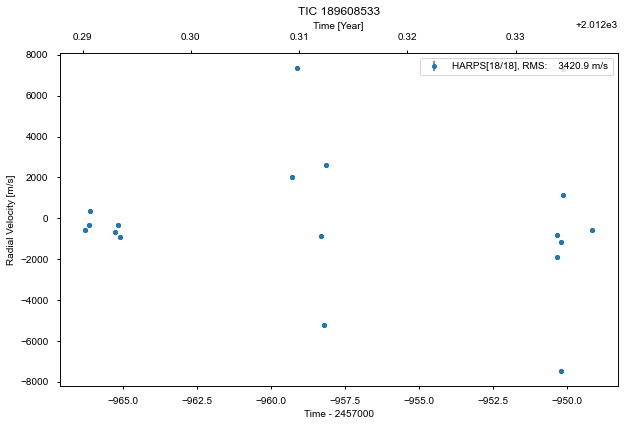 TIC 189608533
Time [Year]
+2.012e3
0.29 0.30 0.31 0.32 0.33
HARPS[18/18], RMS: 3420.9 m/s
8000
6000
4000
2000
0
−2000
−4000
−6000
−8000
Radial Velocity [m/s]
−965.0 −962.5 −960.0 −957.5 −955.0 −952.5 −950.0
Time - 2457000